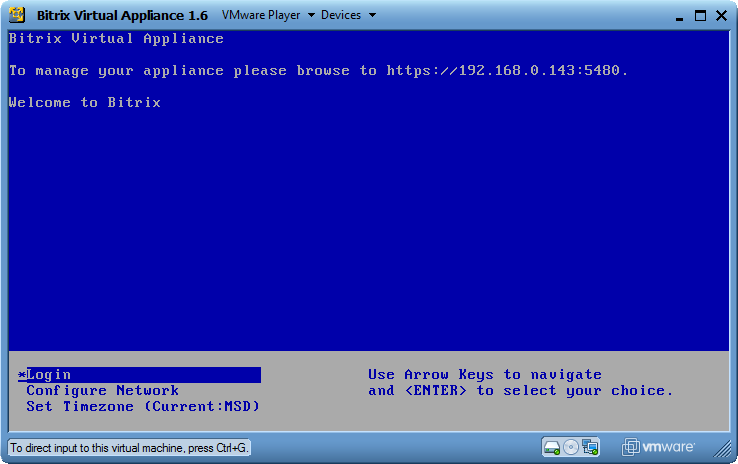 Bitrix Virtual Appliance 1.6 VMware Player Devices
Bitrix Virtual Appliance
To manage your appliance please browse to https://192.168.0.143:5480.
Welcome to Bitrix
*Login
Configure Network
Set Timezone (Current:MSD)
Use Arrow Keys to navigate
and <ENTER> to select your choice.
To direct input to this virtual machine, press Ctrl+G.
vmware